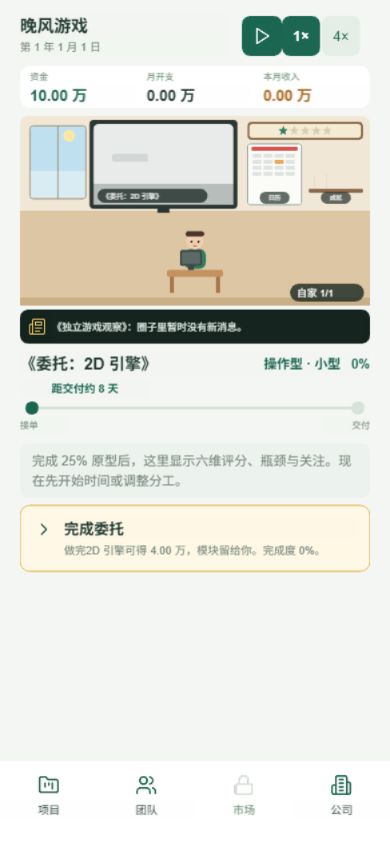 晚风游戏
第 1 年 1 月 1 日
1×
4×
资金
月开支
本月收入
10.00 万
0.00 万
0.00 万
《委托：2D 引擎》
日历
自家 1/1
《独立游戏观察》：圈子里暂时没有新消息。
《委托：2D 引擎》
操作型 · 小型 0%
距交付约 8 天
接单
交付
完成 25% 原型后，这里显示六维评分、瓶颈与关注。现
在先开始时间或调整分工。
完成委托
做完2D 引擎可得 4.00 万，模块留给你。完成度 0%。
项目
团队
市场
公司